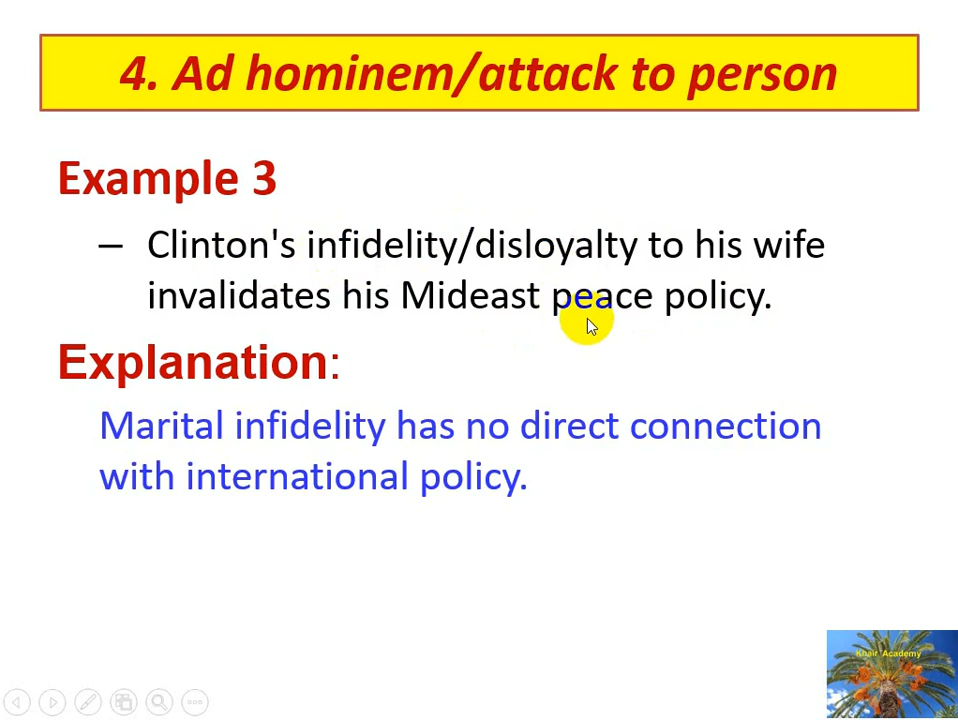 4. Ad hominem/attack to person
Example 3
– Clinton's infidelity/disloyalty to his wife
invalidates his Mideast peace policy.
Explanation:
Marital infidelity has no direct connection
with international policy.
Khair Academy